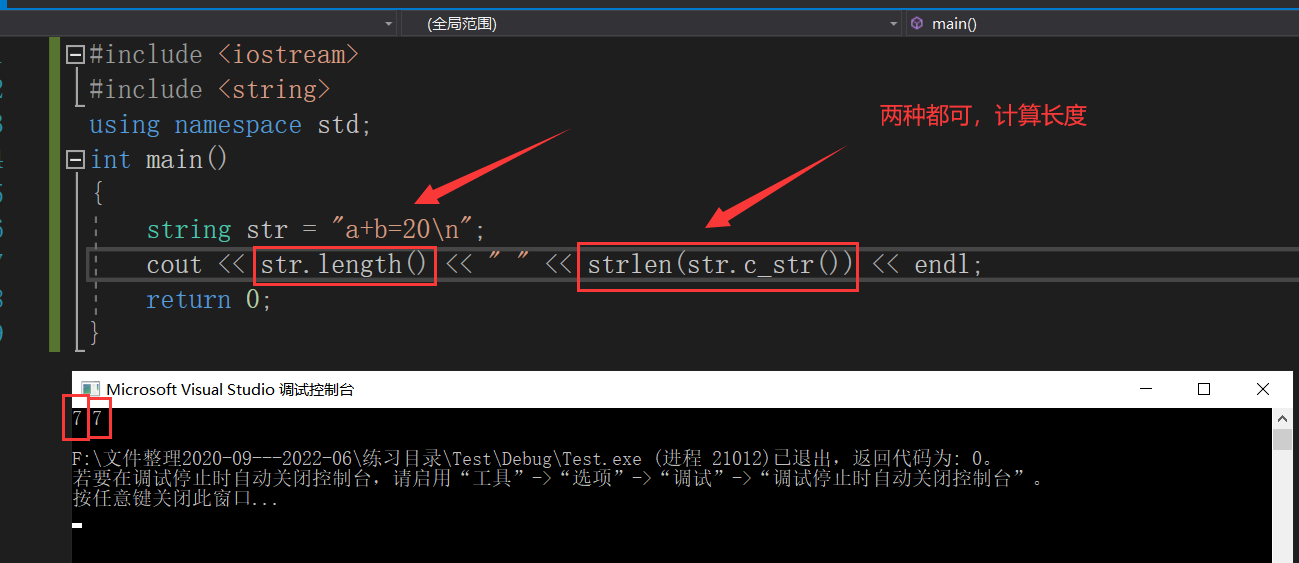 (全局范围) main()
#include <iostream>
#include <string>
using namespace std;
int main()
{
string str = "a+b=20\n";
cout << str.length() << " " << strlen(str.c_str()) << endl;
return 0;
}
两种都可，计算长度
Microsoft Visual Studio 调试控制台
7 7
F:\文件整理2020-09---2022-06\练习目录\Test\Debug\Test.exe (进程 21012)已退出，返回代码为: 0。
若要在调试停止时自动关闭控制台，请启用“工具”->“选项”->“调试”->“调试停止时自动关闭控制台”。
按任意键关闭此窗口...